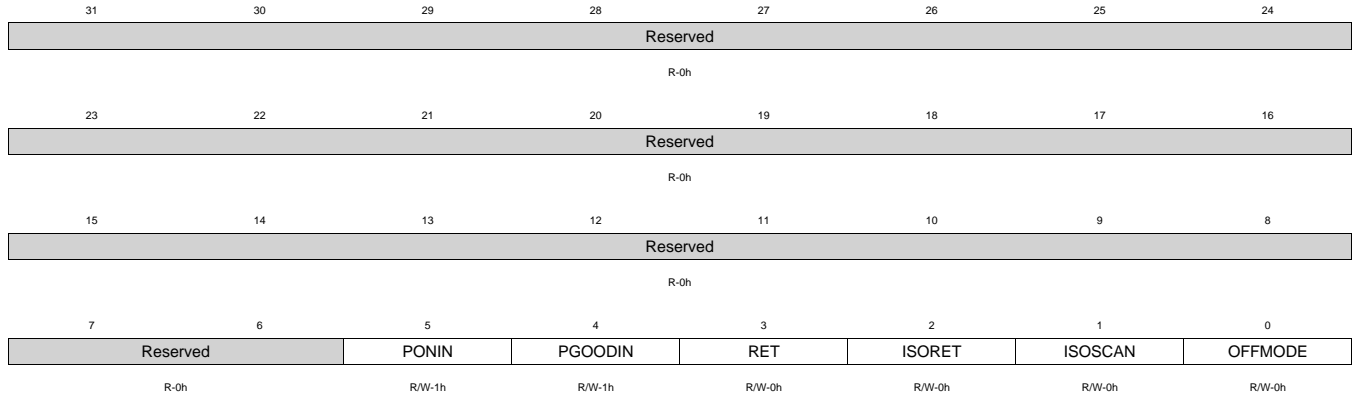 31 30 29 28 27 26 25 24
Reserved
R-0h
23 22 21 20 19 18 17 16
Reserved
R-0h
15 14 13 12 11 10 9 8
Reserved
R-0h
7 6 5 4 3 2 1 0
Reserved PONIN PGOODIN RET ISORET ISOSCAN OFFMODE
R-0h R/W-1h R/W-1h R/W-0h R/W-0h R/W-0h R/W-0h